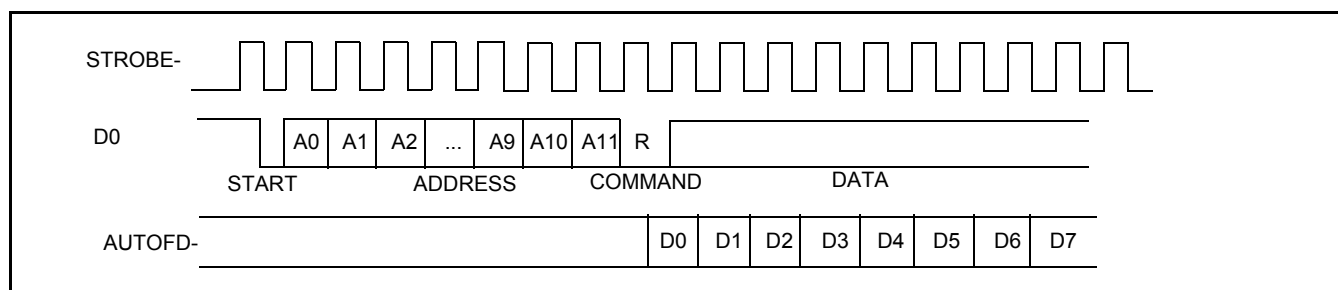 STROBE-
D0
A0 A1 A2 ... A9 A10 A11 R
START ADDRESS COMMAND DATA
AUTOFD-
D0 D1 D2 D3 D4 D5 D6 D7